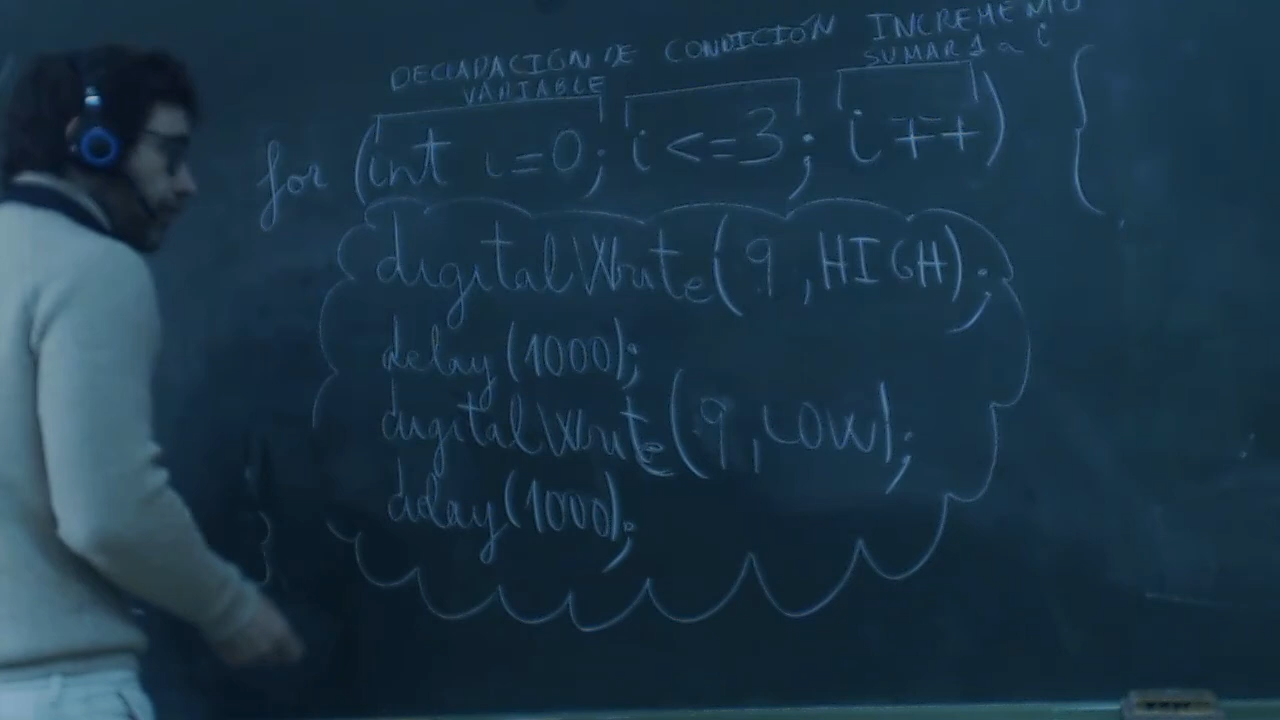 DECLARACIÓN DE VARIABLE CONDICIÓN INCREMENTO
SUMAR 1 a i
for (int i=0; i<=3; i++) {
digitalWrite(9,HIGH);
delay(1000);
digitalWrite(9,LOW);
delay(1000);
}